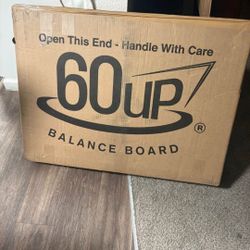 Open This End - Handle With Care
60uP
®
BALANCE BOARD